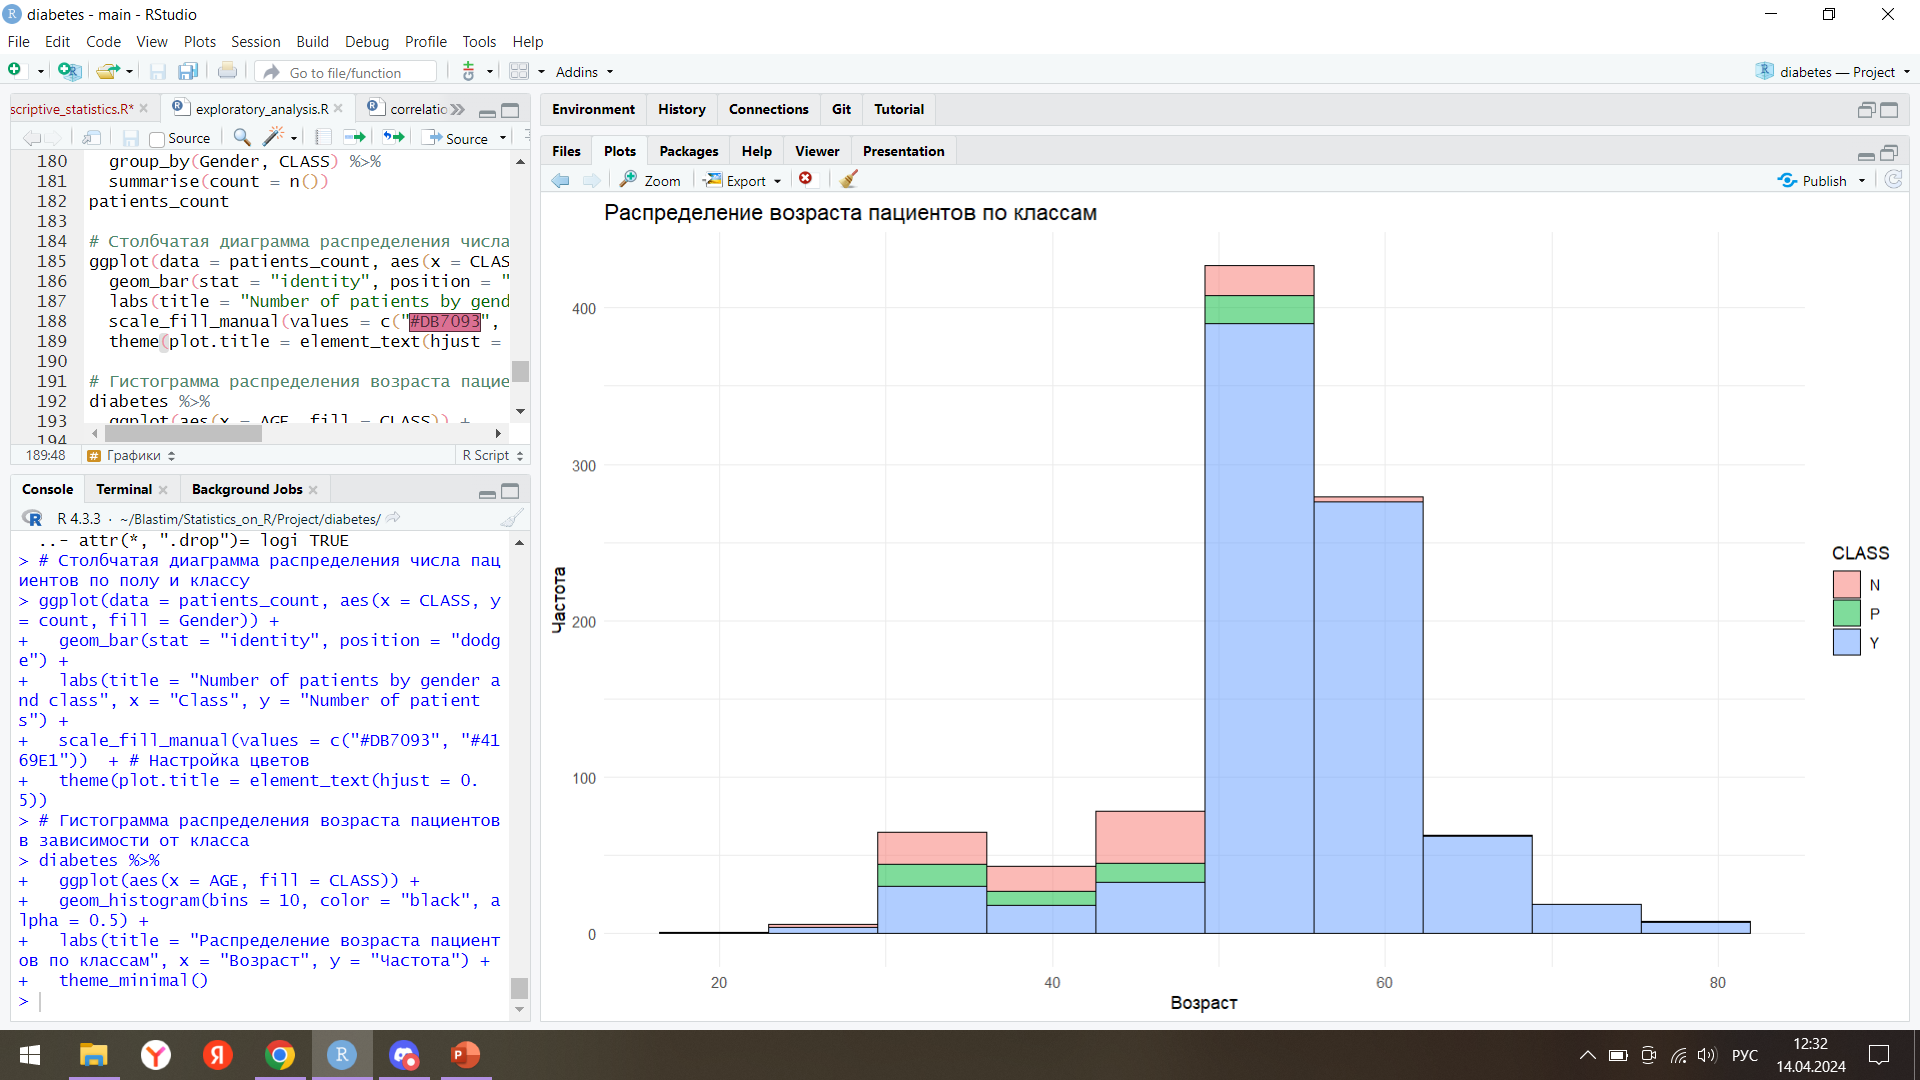 diabetes - main - RStudio
File Edit Code View Plots Session Build Debug Profile Tools Help
Go to file/function
Addins
diabetes — Project
scriptive_statistics.R*
exploratory_analysis.R
correlatio
Source
Source
180 group_by(Gender, CLASS) %>%
181 summarise(count = n())
182 patients_count
183
184 # Столбчатая диаграмма распределения числа
185 ggplot(data = patients_count, aes(x = CLAS
186 geom_bar(stat = "identity", position = "
187 labs(title = "Number of patients by gend
188 scale_fill_manual(values = c("#DB7093",
189 theme(plot.title = element_text(hjust =
190
191 # Гистограмма распределения возраста пацие
192 diabetes %>%
193 ggplot(aes(x = AGE, fill = CLASS)) +
194
189:48 # Графики R Script
Console Terminal Background Jobs
R 4.3.3 · ~/Blastim/Statistics_on_R/Project/diabetes/
..- attr(*, ".drop")= logi TRUE
> # Столбчатая диаграмма распределения числа пац
иентов по полу и классу
> ggplot(data = patients_count, aes(x = CLASS, y
= count, fill = Gender)) +
+ geom_bar(stat = "identity", position = "dodg
e") +
+ labs(title = "Number of patients by gender a
nd class", x = "Class", y = "Number of patient
s") +
+ scale_fill_manual(values = c("#DB7093", "#41
69E1")) + # Настройка цветов
+ theme(plot.title = element_text(hjust = 0.
5))
> # Гистограмма распределения возраста пациентов
в зависимости от класса
> diabetes %>%
+ ggplot(aes(x = AGE, fill = CLASS)) +
+ geom_histogram(bins = 10, color = "black", a
lpha = 0.5) +
+ labs(title = "Распределение возраста пациент
ов по классам", x = "Возраст", y = "Частота") +
+ theme_minimal()
>
Environment History Connections Git Tutorial
Files Plots Packages Help Viewer Presentation
Zoom Export Publish
Распределение возраста пациентов по классам
Частота
400
300
200
100
0
20 40 60 80
Возраст
CLASS
N
P
Y
РУС
12:32
14.04.2024